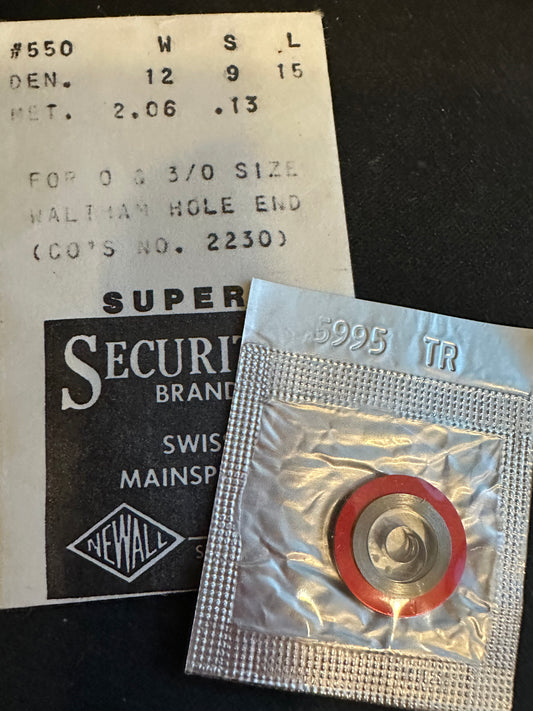 #550 W S L
DEN. 12 9 15
MET. 2.06 .13
FOR 0 & 3/0 SIZE
WALTHAM HOLE END
(CO'S NO. 2230)
SUPER
SECURIT
BRAND
SWIS
MAINSP
NEWALL
S
5995 TR